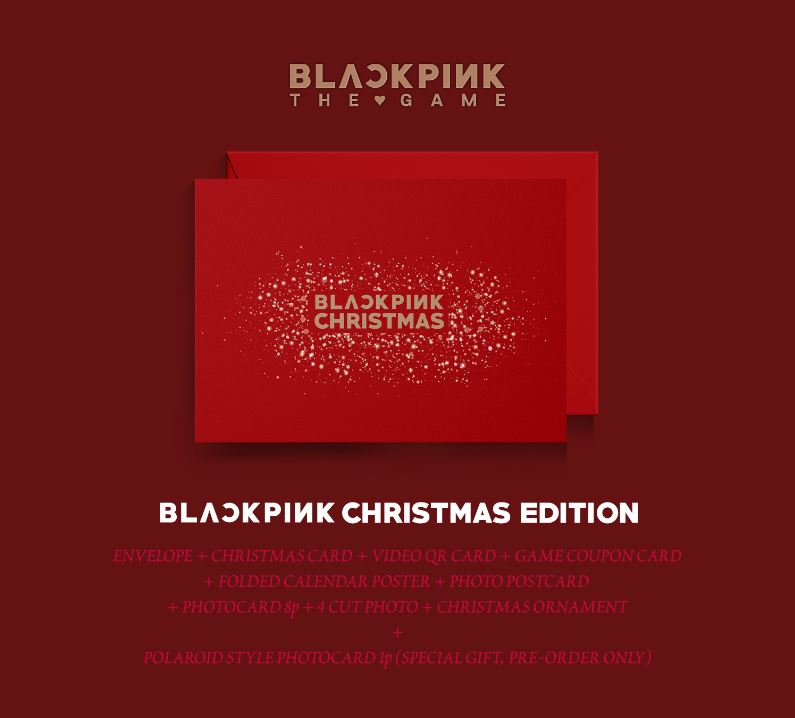 BLACKPINK
THE♥GAME
BLACKPINK
CHRISTMAS
BLACKPINK CHRISTMAS EDITION
ENVELOPE + CHRISTMAS CARD + VIDEO QR CARD + GAME COUPON CARD
+ FOLDED CALENDAR POSTER + PHOTO POSTCARD
+ PHOTOCARD 8p + 4 CUT PHOTO + CHRISTMAS ORNAMENT
+
POLAROID STYLE PHOTOCARD 1p (SPECIAL GIFT, PRE-ORDER ONLY)